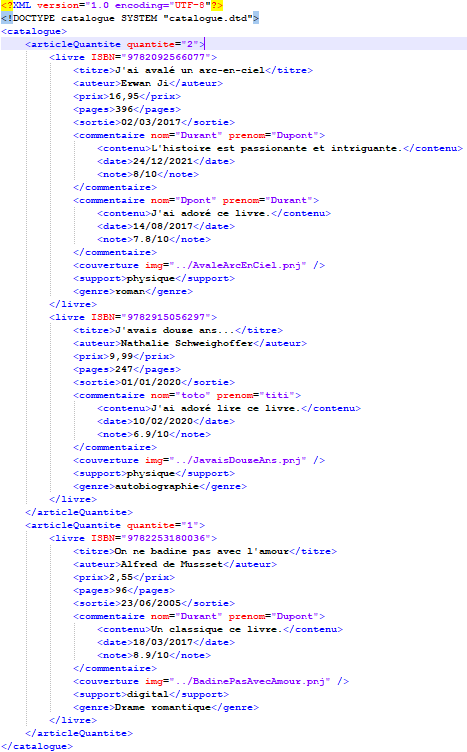 <?XML version="1.0 encoding="UTF-8"?>
<!DOCTYPE catalogue SYSTEM "catalogue.dtd">
<catalogue>
<articleQuantite quantite="2">
<livre ISBN="9782092566077">
<titre>J'ai avalé un arc-en-ciel</titre>
<auteur>Erwan Ji</auteur>
<prix>16,95</prix>
<pages>396</pages>
<sortie>02/03/2017</sortie>
<commentaire nom="Durant" prenom="Dupont">
<contenu>L'histoire est passionante et intriguante.</contenu>
<date>24/12/2021</date>
<note>8/10</note>
</commentaire>
<commentaire nom="Dpont" prenom="Durant">
<contenu>J'ai adoré ce livre.</contenu>
<date>14/08/2017</date>
<note>7.8/10</note>
</commentaire>
<couverture img="../AvaleArcEnCiel.pnj" />
<support>physique</support>
<genre>roman</genre>
</livre>
<livre ISBN="9782915056297">
<titre>J'avais douze ans...</titre>
<auteur>Nathalie Schweighoffer</auteur>
<prix>9,99</prix>
<pages>247</pages>
<sortie>01/01/2020</sortie>
<commentaire nom="toto" prenom="titi">
<contenu>J'ai adoré lire ce livre.</contenu>
<date>10/02/2020</date>
<note>6.9/10</note>
</commentaire>
<couverture img="../JavaisDouzeAns.pnj" />
<support>physique</support>
<genre>autobiographie</genre>
</livre>
</articleQuantite>
<articleQuantite quantite="1">
<livre ISBN="9782253180036">
<titre>On ne badine pas avec l'amour</titre>
<auteur>Alfred de Mussset</auteur>
<prix>2,55</prix>
<pages>96</pages>
<sortie>23/06/2005</sortie>
<commentaire nom="Durant" prenom="Dupont">
<contenu>Un classique ce livre.</contenu>
<date>18/03/2017</date>
<note>8.9/10</note>
</commentaire>
<couverture img="../BadinePasAvecAmour.pnj" />
<support>digital</support>
<genre>Drame romantique</genre>
</livre>
</articleQuantite>
</catalogue>